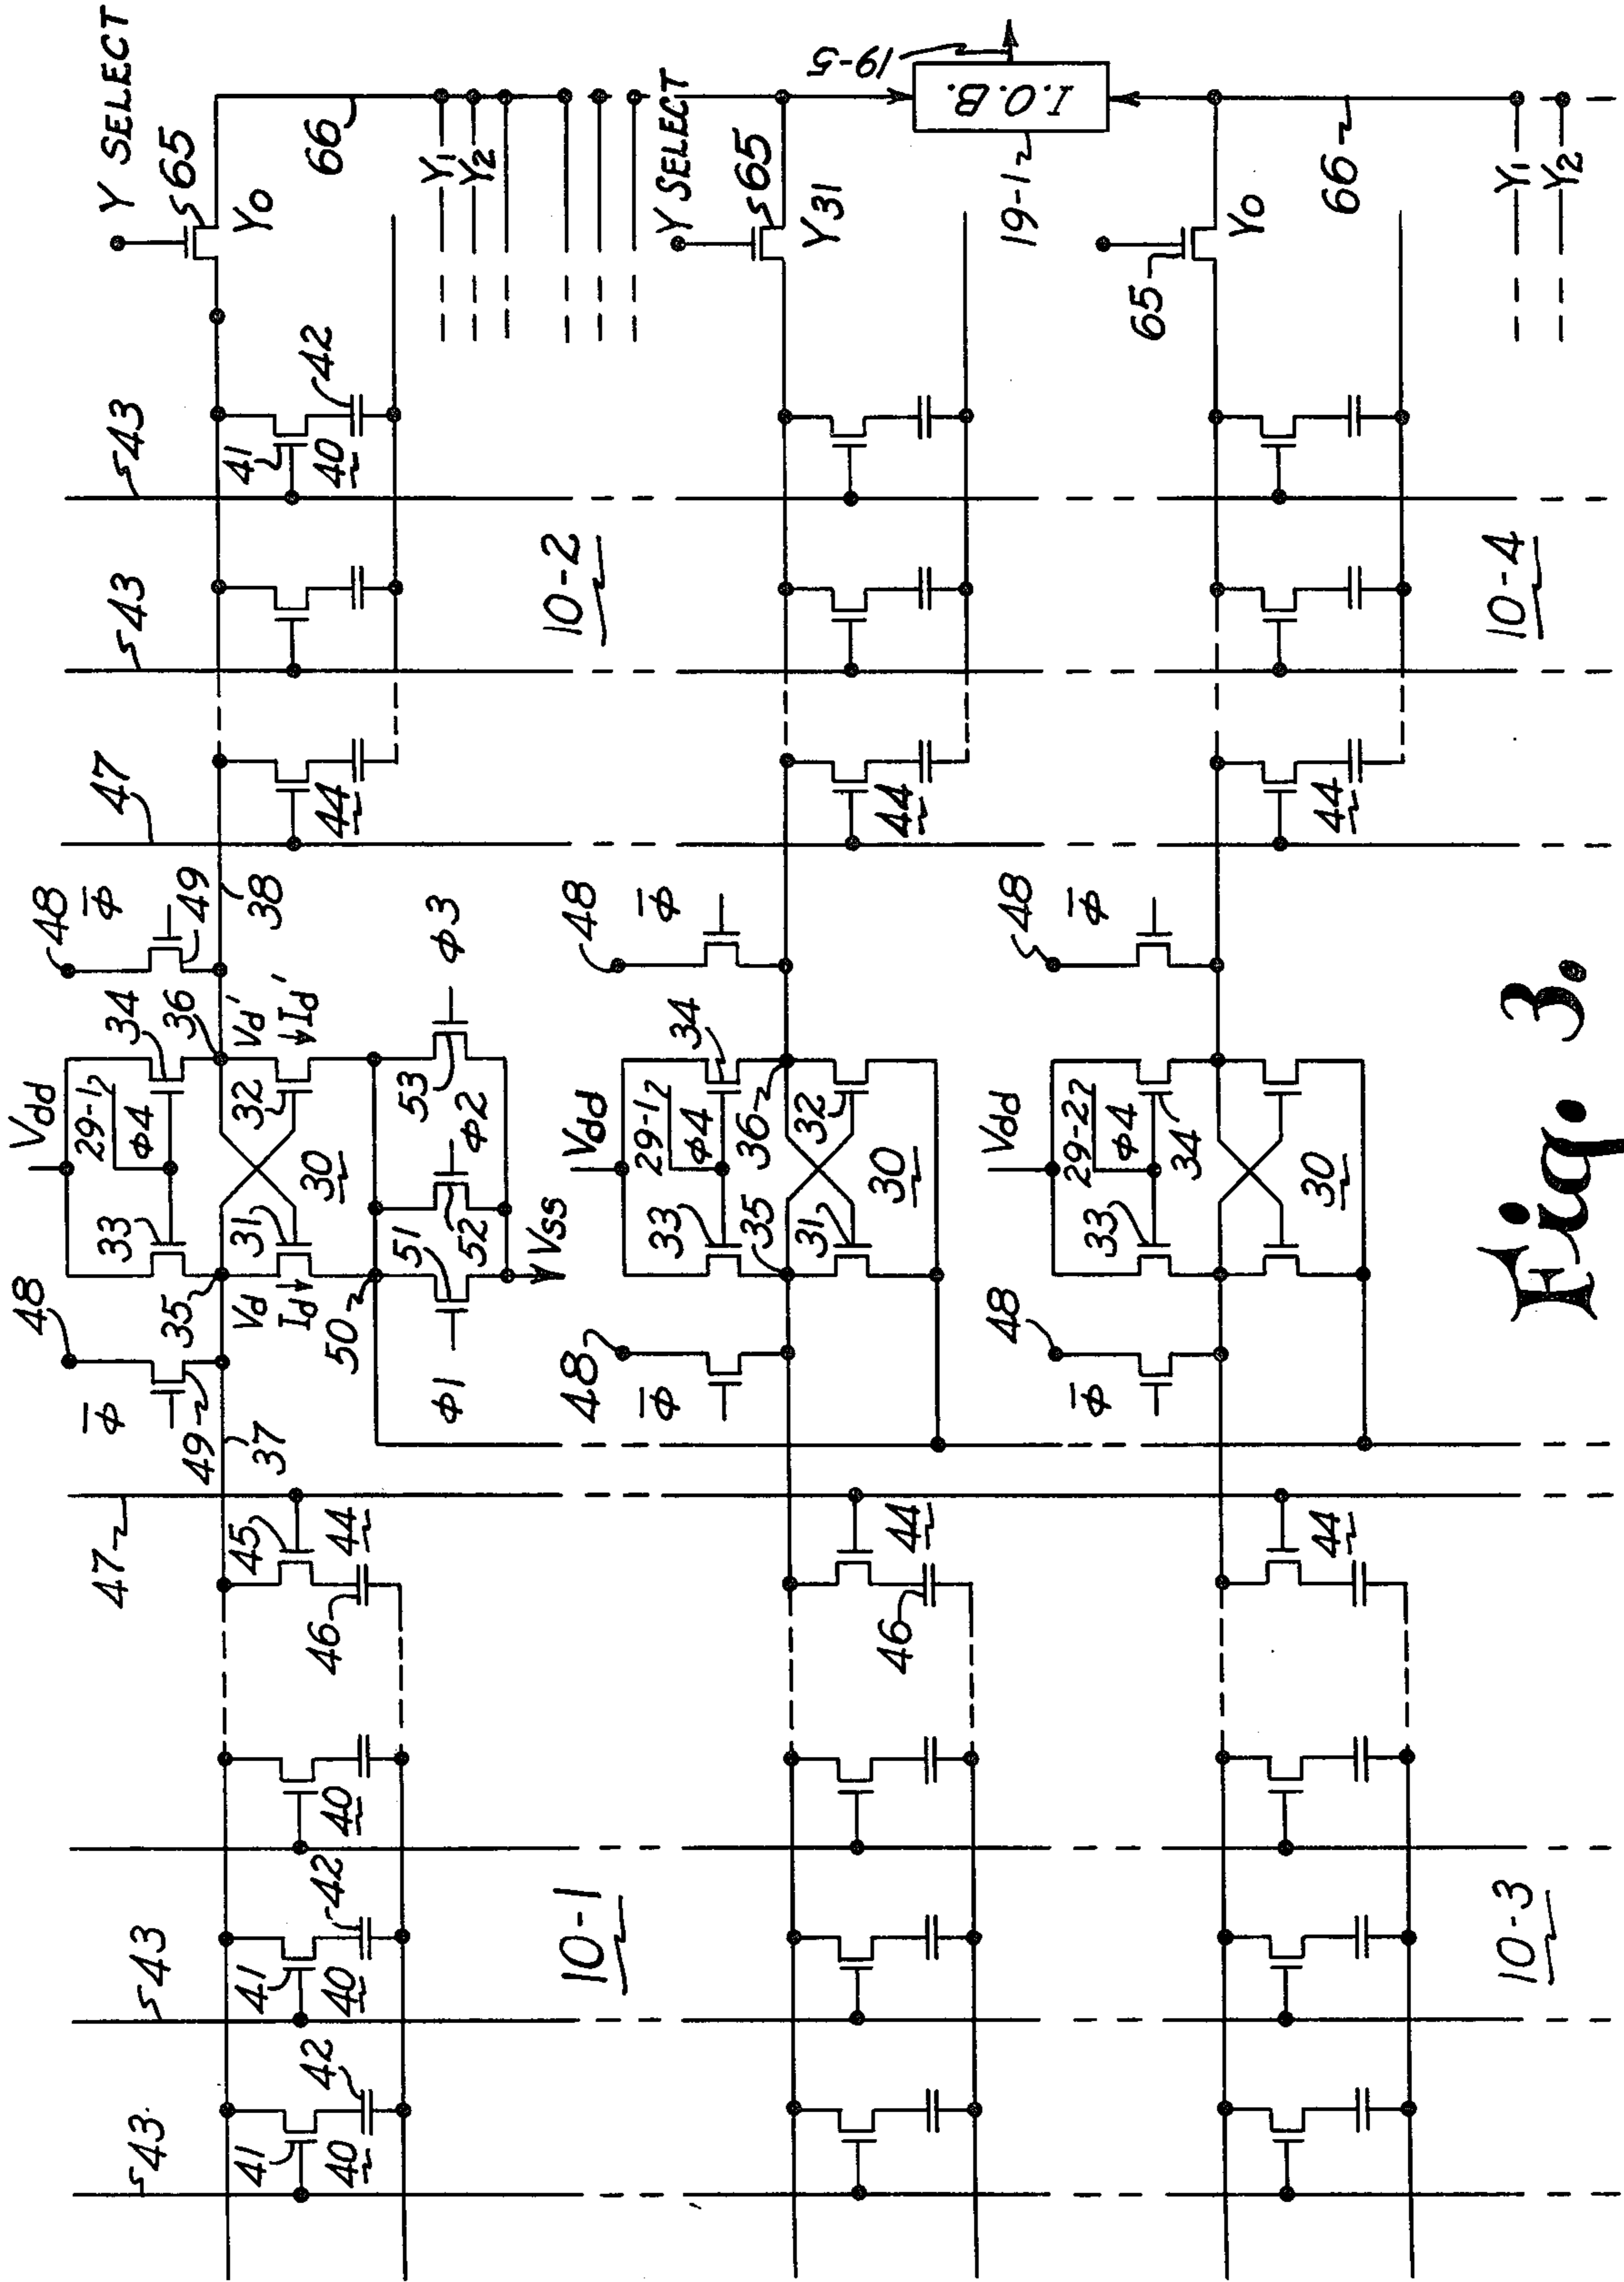 48 Vdd 48
43 43 47 φ̄ 33 29-1 34 φ̄ 47 43 43 Y SELECT
φ4
49 35 36 49 65
41 41 45 37 Vd 31 32 Vd' 38 41 Y0
Id Id'
42 42 42
40 40 40 46 44 50 30 44 40 66
φ1 51 52 φ2 53 φ3 Y1
Y2
Vss
10-1 10-2
48 Vdd 48
φ̄ 33 29-1 φ4 34 φ̄ Y SELECT
35 36 65
31 32 Y31
46 44 30 44
19-5
I.O.B.
19-1
48 Vdd 48
φ̄ 33 29-2 φ4 34 φ̄ 65
Y0
44 30 44 66
10-3 10-4 Y1
Y2
Fig. 3.